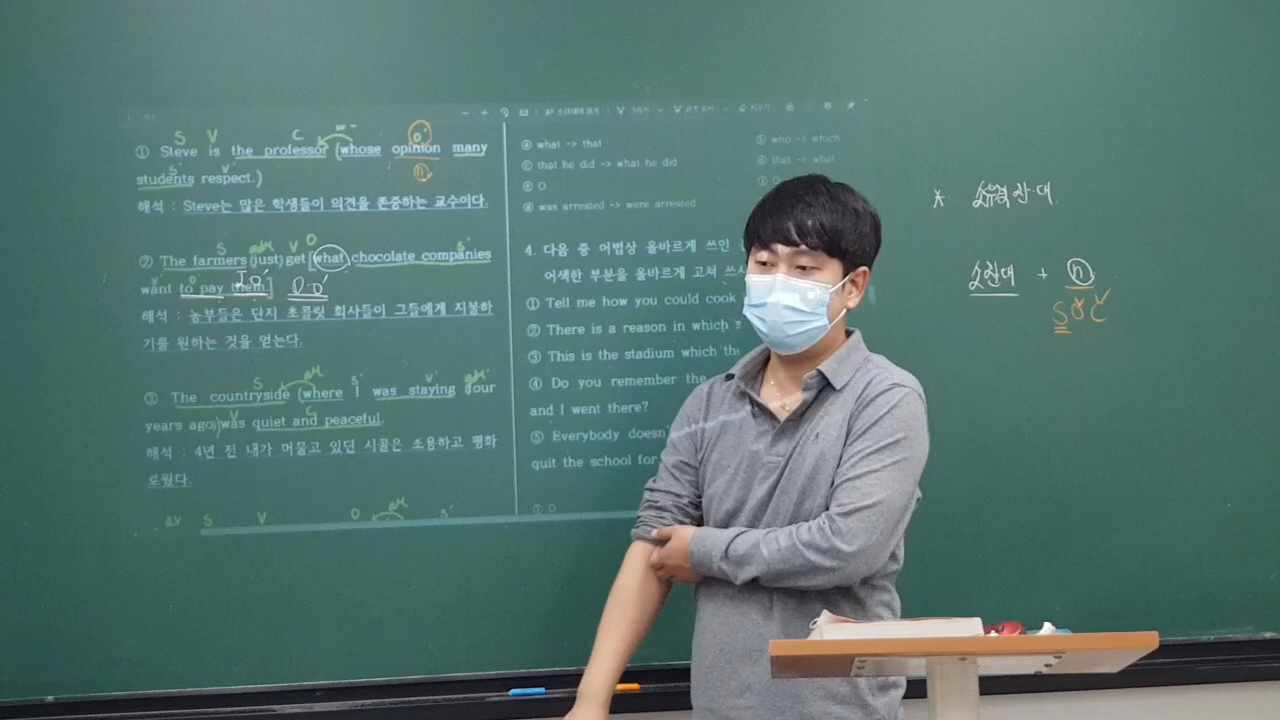 S V C o'
① Steve is the professor (whose opinion many
S' V' n
students respect.)
해석 : Steve는 많은 학생들이 의견을 존중하는 교수이다.
S V O S'
② The farmers (just) get [what chocolate companies
V' O' I.O' D.O'
want to pay them.]
해석 : 농부들은 단지 초콜릿 회사들이 그들에게 지불하
기를 원하는 것을 얻는다.
S S' V'
③ The countryside (where I was staying four
V C
years ago) was quiet and peaceful.
해석 : 4년 전 내가 머물고 있던 시골은 조용하고 평화
로웠다.
S V O S'
ⓐ what -> that
ⓒ that he did -> what he did
ⓔ O
was arrested -> were arrested
who -> which
that -> what
O
4. 다음 중 어법상 올바르게 쓰인
어색한 부분을 올바르게 고쳐 쓰시
① Tell me how you could cook
② There is a reason in which
③ This is the stadium which
④ Do you remember the
and I went there?
⑤ Everybody doesn'
quit the school for
① O
* 소유격 관·대.
소·관·대 + n.
S O C